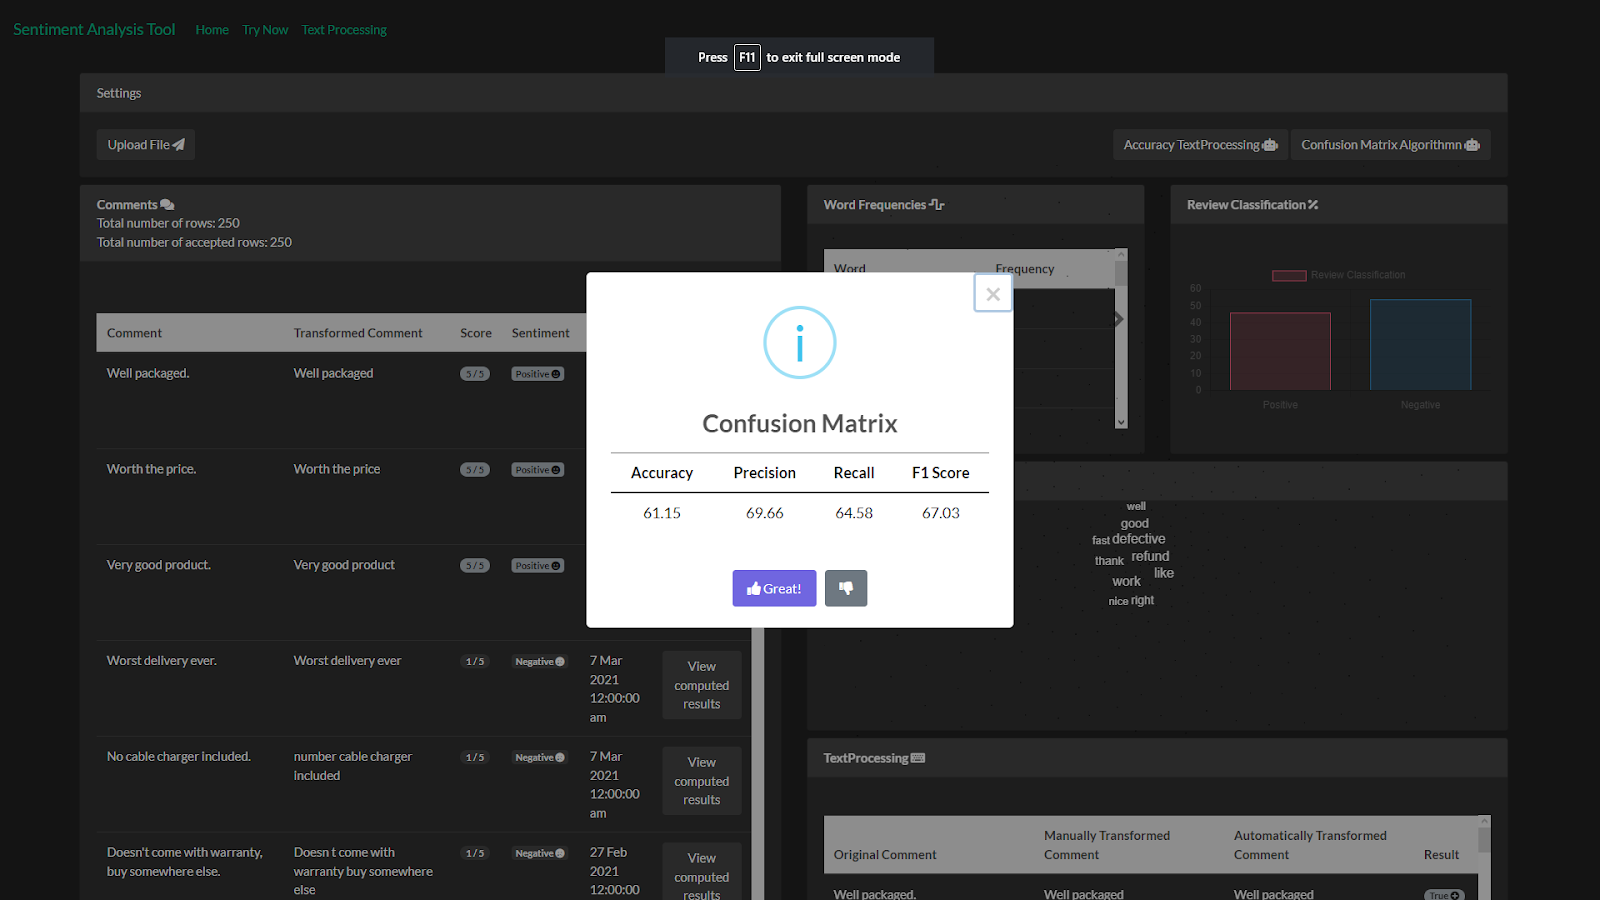 Sentiment Analysis Tool Home Try Now Text Processing
Press F11 to exit full screen mode
Settings
Upload File
Accuracy TextProcessing Confusion Matrix Algorithmn
Comments
Total number of rows: 250
Total number of accepted rows: 250
Comment Transformed Comment Score Sentiment
Well packaged. Well packaged 5/5 Positive
Worth the price. Worth the price 5/5 Positive
Very good product. Very good product 5/5 Positive
Worst delivery ever. Worst delivery ever 1/5 Negative
7 Mar
2021
12:00:00
am
View
computed
results
No cable charger included. number cable charger
included
1/5 Negative
7 Mar
2021
12:00:00
am
View
computed
results
Doesn't come with warranty,
buy somewhere else.
Doesn t come with
warranty buy somewhere
else
1/5 Negative
27 Feb
2021
12:00:00
View
computed
results
Word Frequencies
Word Frequency
Review Classification
Review Classification
60
50
40
30
20
10
0
Positive Negative
Confusion Matrix
Accuracy Precision Recall F1 Score
61.15 69.66 64.58 67.03
Great!
well
good
fast defective
thank refund
like
work
nice right
TextProcessing
Original Comment
Manually Transformed
Comment
Automatically Transformed
Comment
Result
Well packaged. Well packaged Well packaged True